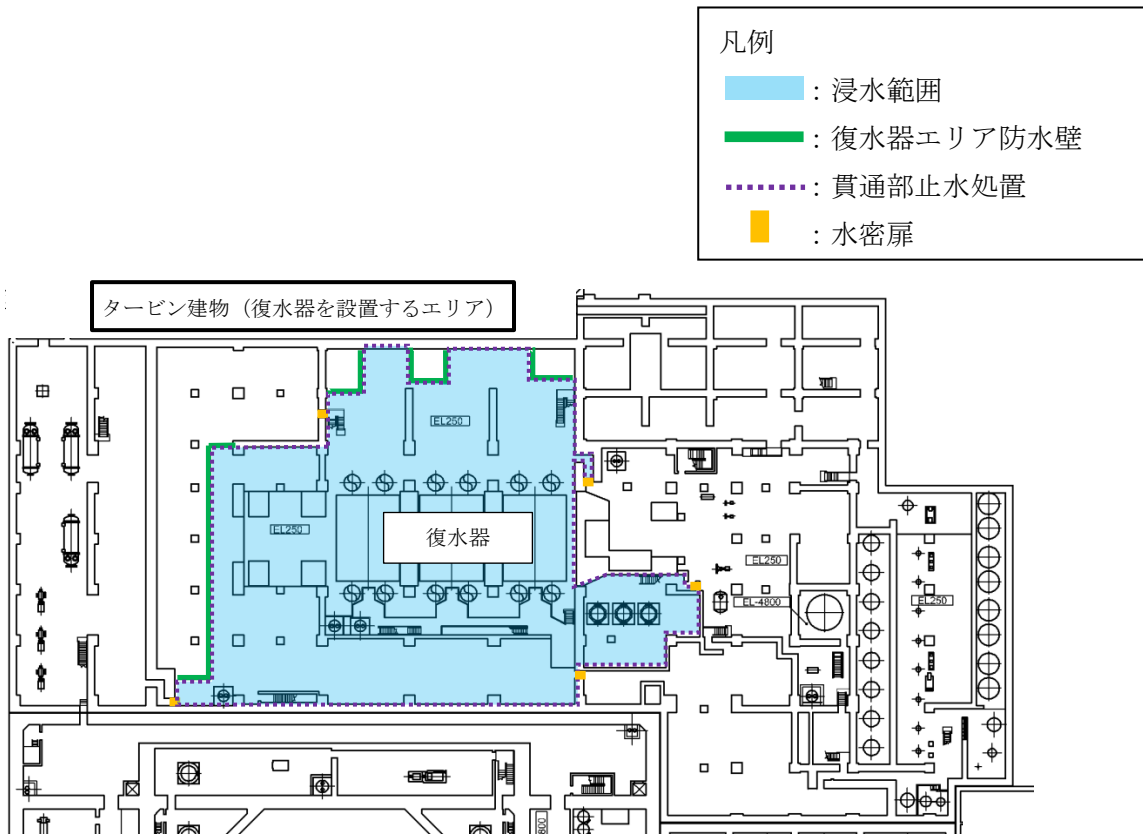 凡例
：浸水範囲
：復水器エリア防水壁
：貫通部止水処置
：水密扉
タービン建物（復水器を設置するエリア）
EL250
EL250
復水器
EL250
EL-4800
EL250